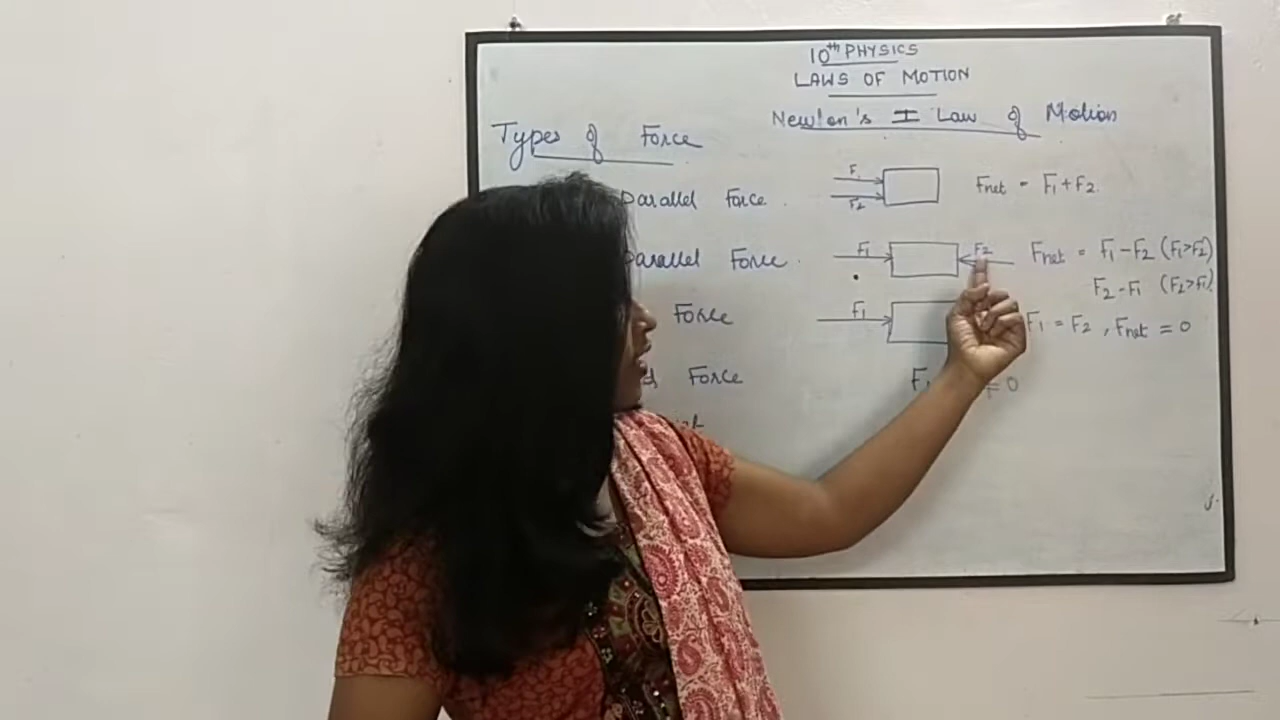 10th PHYSICS
LAWS OF MOTION
Newton's I Law of Motion
Types of Force
Parallel Force.
F1
F2
Fnet = F1+F2.
Parallel Force.
F1
F2
Fnet = F1-F2 (F1>F2)
F2-F1 (F2>F1).
Force
F1
F1 = F2, Fnet = 0
Force